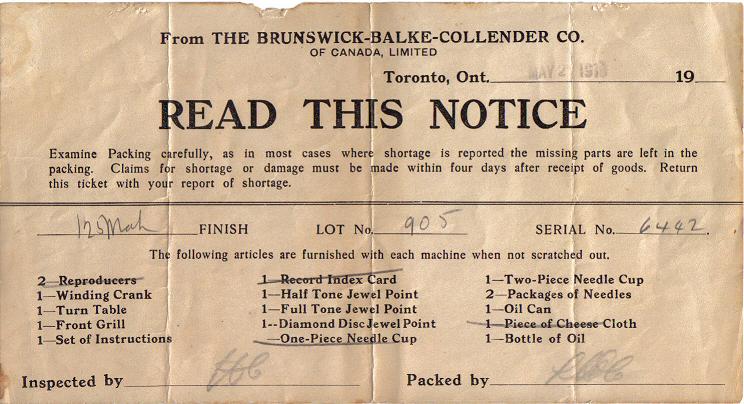 From THE BRUNSWICK-BALKE-COLLENDER CO.
OF CANADA, LIMITED
Toronto, Ont. MAY 2 19
READ THIS NOTICE
Examine Packing carefully, as in most cases where shortage is reported the missing parts are left in the
packing. Claims for shortage or damage must be made within four days after receipt of goods. Return
this ticket with your report of shortage.
125 Mah FINISH LOT No. 905 SERIAL No. 6442.
The following articles are furnished with each machine when not scratched out.
2—Reproducers
1—Winding Crank
1—Turn Table
1—Front Grill
1—Set of Instructions
1—Record Index Card
1—Half Tone Jewel Point
1—Full Tone Jewel Point
1--Diamond Disc Jewel Point
—One-Piece Needle Cup
1—Two-Piece Needle Cup
2—Packages of Needles
1—Oil Can
1—Piece of Cheese Cloth
1—Bottle of Oil
Inspected by
Packed by